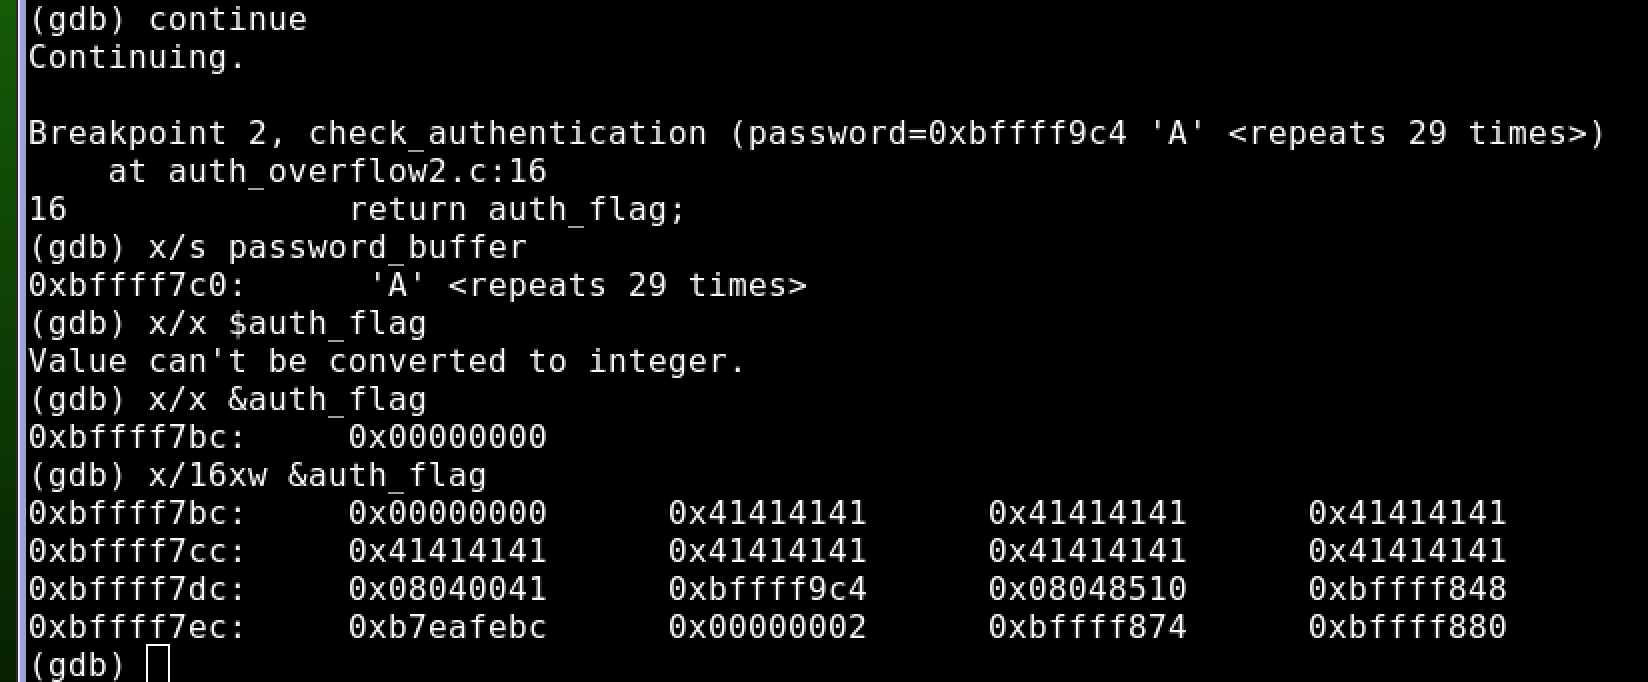 (gdb) continue
Continuing.
Breakpoint 2, check_authentication (password=0xbffff9c4 'A' <repeats 29 times>)
    at auth_overflow2.c:16
16              return auth_flag;
(gdb) x/s password_buffer
0xbffff7c0:      'A' <repeats 29 times>
(gdb) x/x $auth_flag
Value can't be converted to integer.
(gdb) x/x &auth_flag
0xbffff7bc:     0x00000000
(gdb) x/16xw &auth_flag
0xbffff7bc:     0x00000000      0x41414141      0x41414141      0x41414141
0xbffff7cc:     0x41414141      0x41414141      0x41414141      0x41414141
0xbffff7dc:     0x08040041      0xbffff9c4      0x08048510      0xbffff848
0xbffff7ec:     0xb7eafebc      0x00000002      0xbffff874      0xbffff880
(gdb)